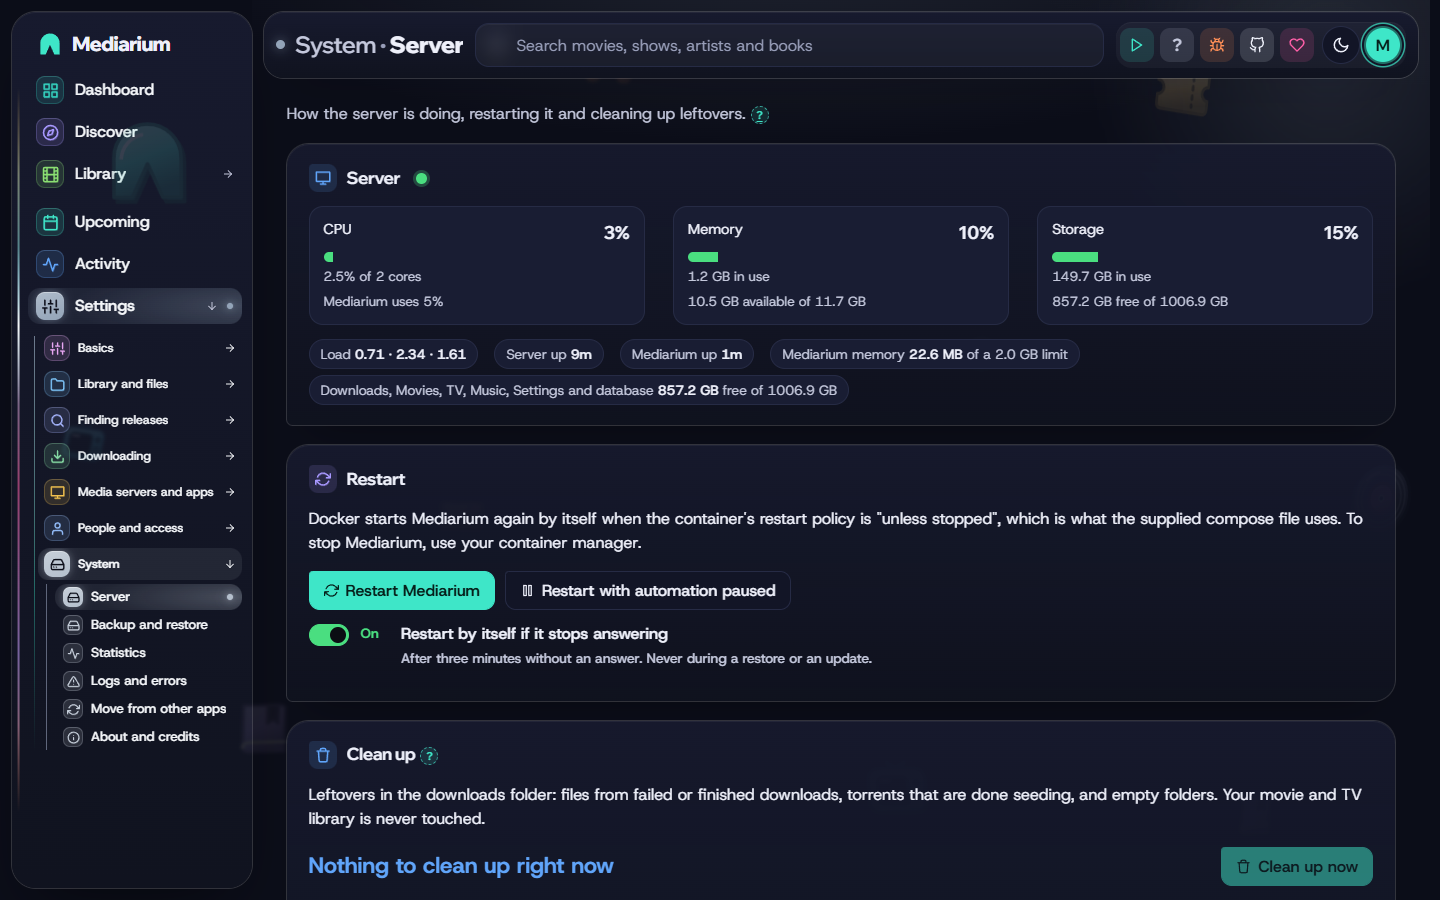 Mediarium
Dashboard
Discover
Library
Upcoming
Activity
Settings
Basics
Library and files
Finding releases
Downloading
Media servers and apps
People and access
System
Server
Backup and restore
Statistics
Logs and errors
Move from other apps
About and credits
System · Server
Search movies, shows, artists and books
?
M
How the server is doing, restarting it and cleaning up leftovers. ?
Server
CPU 3%
2.5% of 2 cores
Mediarium uses 5%
Memory 10%
1.2 GB in use
10.5 GB available of 11.7 GB
Storage 15%
149.7 GB in use
857.2 GB free of 1006.9 GB
Load 0.71 · 2.34 · 1.61
Server up 9m
Mediarium up 1m
Mediarium memory 22.6 MB of a 2.0 GB limit
Downloads, Movies, TV, Music, Settings and database 857.2 GB free of 1006.9 GB
Restart
Docker starts Mediarium again by itself when the container's restart policy is "unless stopped", which is what the supplied compose file uses. To
stop Mediarium, use your container manager.
Restart Mediarium
Restart with automation paused
On
Restart by itself if it stops answering
After three minutes without an answer. Never during a restore or an update.
Clean up ?
Leftovers in the downloads folder: files from failed or finished downloads, torrents that are done seeding, and empty folders. Your movie and TV
library is never touched.
Nothing to clean up right now
Clean up now